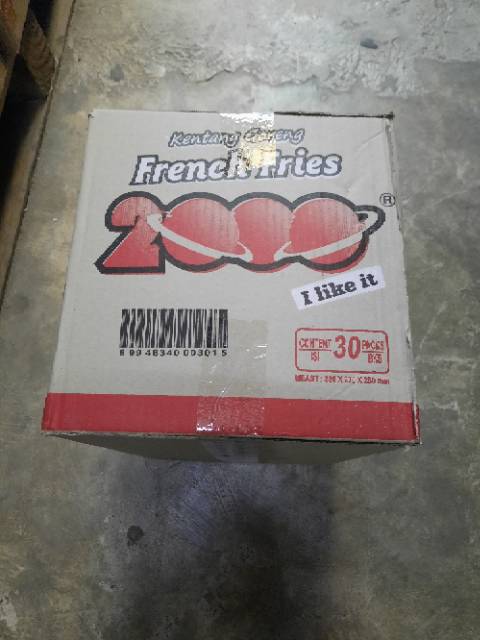 Kentang Goreng
French Fries
2000
®
I like it
CONTENT 30 PACKS
ISI BKS